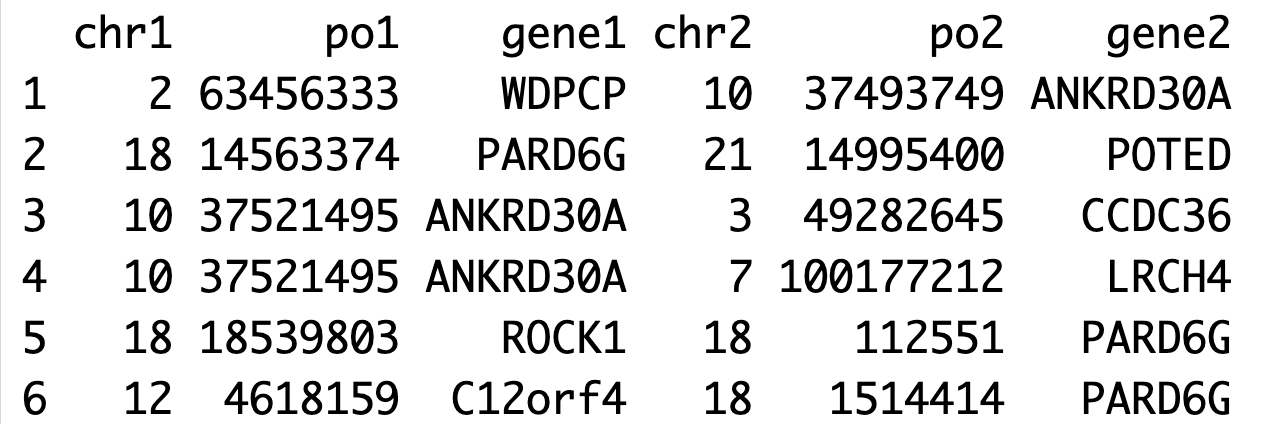 chr1 po1 gene1 chr2 po2 gene2
1 2 63456333 WDPCP 10 37493749 ANKRD30A
2 18 14563374 PARD6G 21 14995400 POTED
3 10 37521495 ANKRD30A 3 49282645 CCDC36
4 10 37521495 ANKRD30A 7 100177212 LRCH4
5 18 18539803 ROCK1 18 112551 PARD6G
6 12 4618159 C12orf4 18 1514414 PARD6G